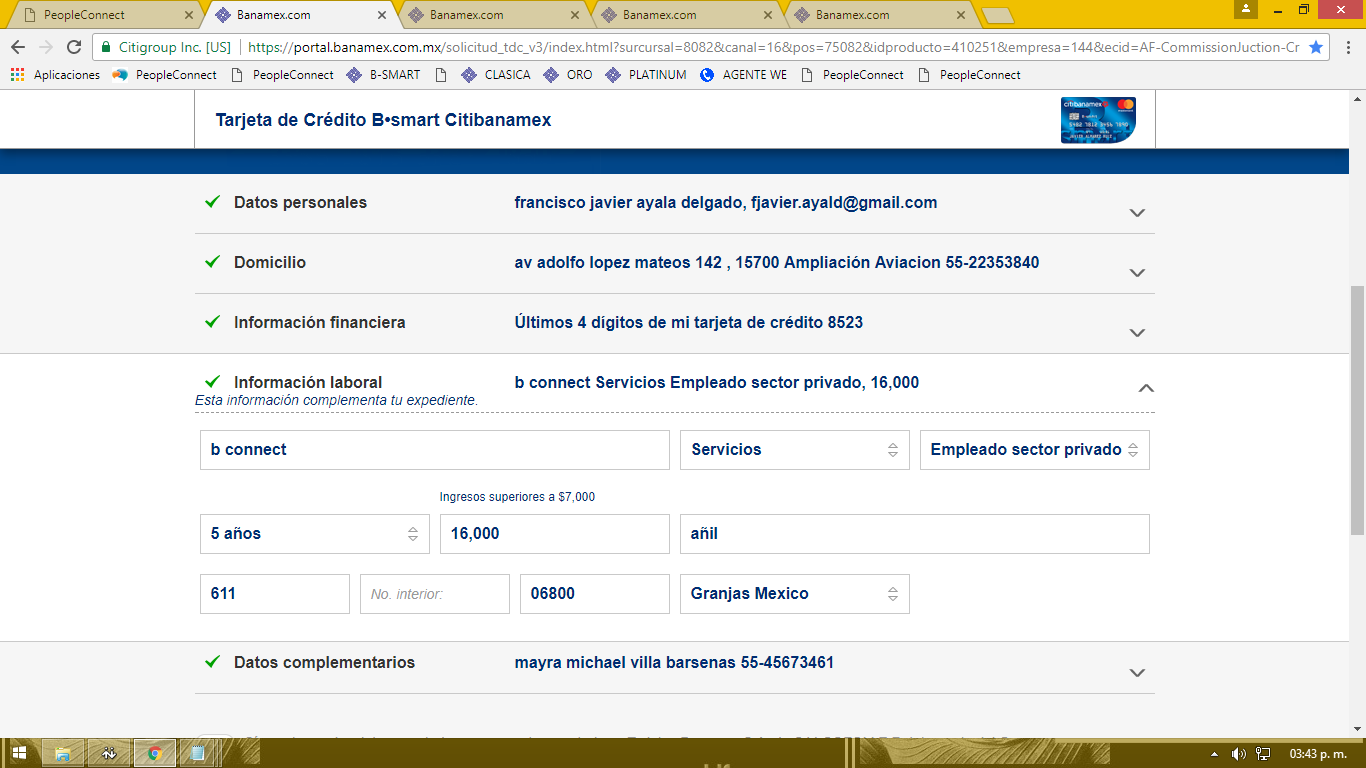 PeopleConnect
Banamex.com
Banamex.com
Banamex.com
Banamex.com
Citigroup Inc. [US] https://portal.banamex.com.mx/solicitud_tdc_v3/index.html?surcursal=8082&canal=16&pos=75082&idproducto=410251&empresa=144&ecid=AF-CommissionJuction-Cr
Aplicaciones PeopleConnect PeopleConnect B-SMART CLASICA ORO PLATINUM AGENTE WE PeopleConnect PeopleConnect
Tarjeta de Crédito B•smart Citibanamex
citibanamex
Datos personales francisco javier ayala delgado, fjavier.ayald@gmail.com
Domicilio av adolfo lopez mateos 142 , 15700 Ampliación Aviacion 55-22353840
Información financiera Últimos 4 dígitos de mi tarjeta de crédito 8523
Información laboral b connect Servicios Empleado sector privado, 16,000
Esta información complementa tu expediente.
b connect Servicios Empleado sector privado
Ingresos superiores a $7,000
5 años 16,000 añil
611 No. interior: 06800 Granjas Mexico
Datos complementarios mayra michael villa barsenas 55-45673461
03:43 p. m.